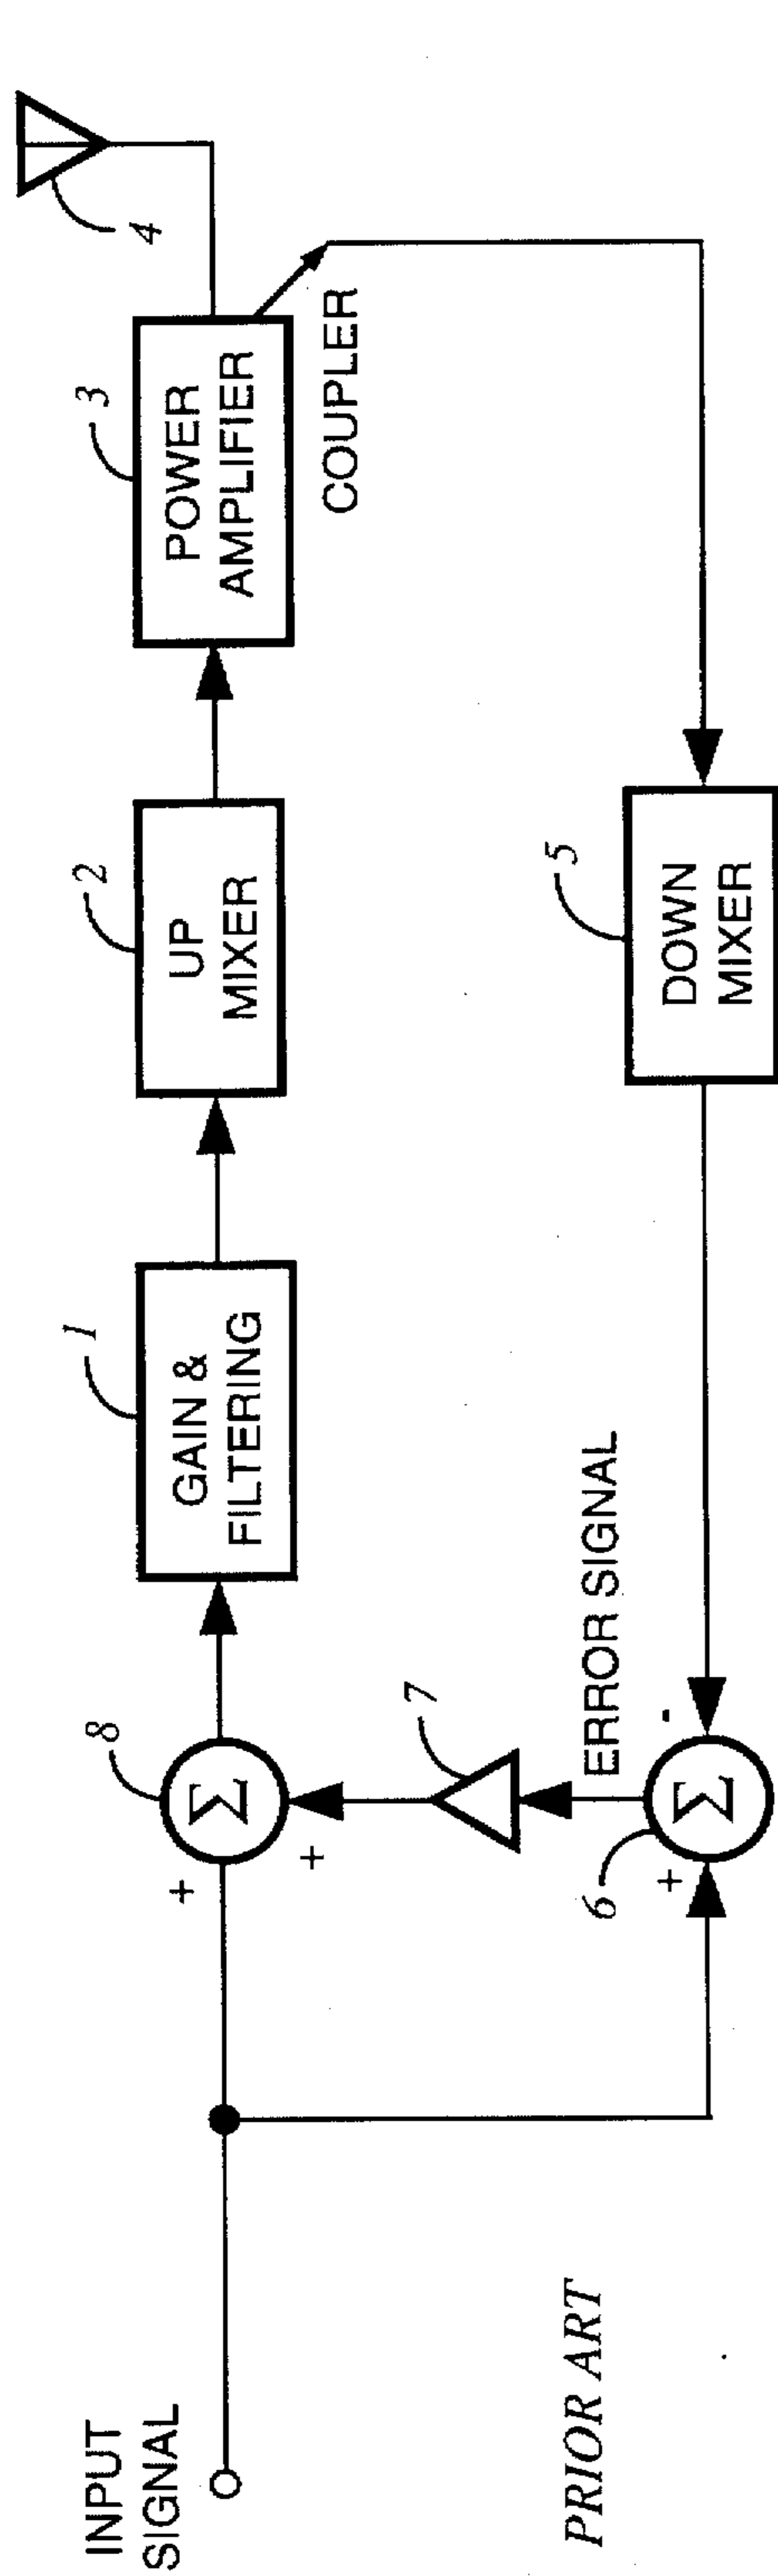 INPUT
SIGNAL
+
+
8
Σ
1
GAIN &
FILTERING
2
UP
MIXER
3
POWER
AMPLIFIER
4
COUPLER
7
ERROR SIGNAL
6
+
-
Σ
5
DOWN
MIXER
PRIOR ART